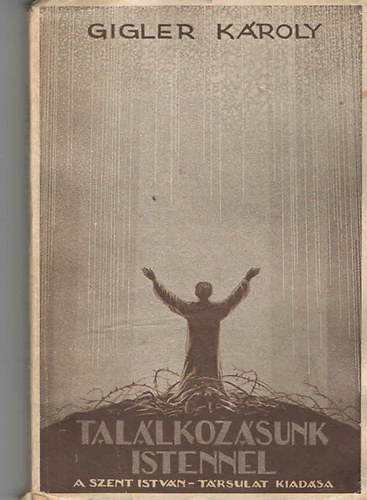 GIGLER KÁROLY
TALÁLKOZÁSUNK
ISTENNEL
A SZENT ISTVÁN-TÁRSULAT KIADÁSA